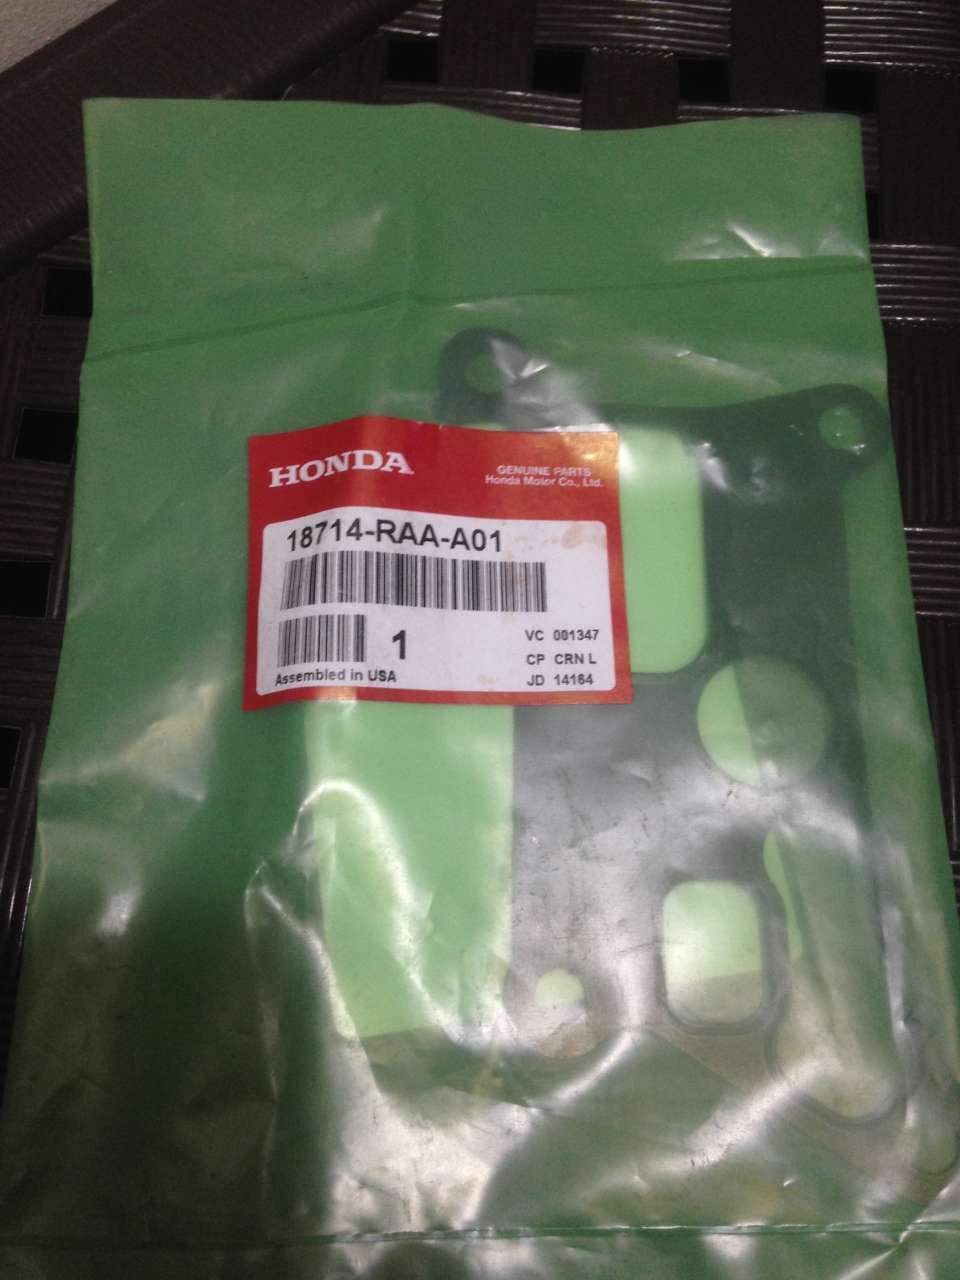 HONDA
GENUINE PARTS
Honda Motor Co., Ltd.
18714-RAA-A01
1
VC 001347
CP CRN L
JD 14164
Assembled in USA